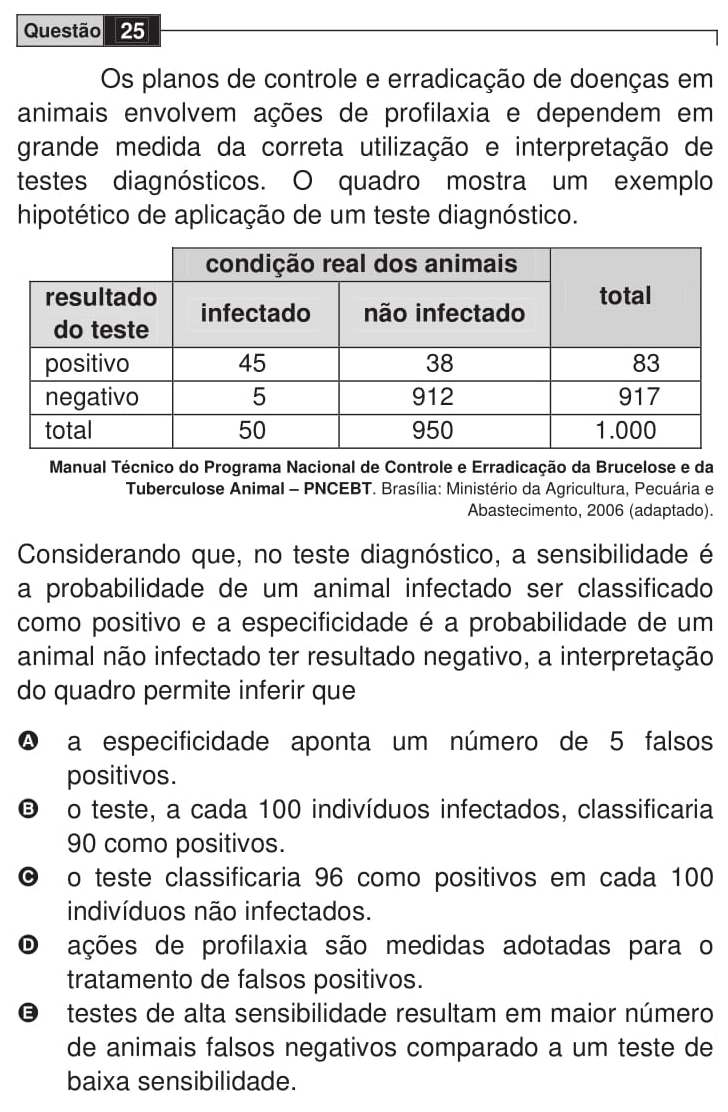 Questão 25
Os planos de controle e erradicação de doenças em
animais envolvem ações de profilaxia e dependem em
grande medida da correta utilização e interpretação de
testes diagnósticos. O quadro mostra um exemplo
hipotético de aplicação de um teste diagnóstico.
condição real dos animais
resultado do teste infectado não infectado total
positivo 45 38 83
negativo 5 912 917
total 50 950 1.000
Manual Técnico do Programa Nacional de Controle e Erradicação da Brucelose e da
Tuberculose Animal – PNCEBT. Brasília: Ministério da Agricultura, Pecuária e
Abastecimento, 2006 (adaptado).
Considerando que, no teste diagnóstico, a sensibilidade é
a probabilidade de um animal infectado ser classificado
como positivo e a especificidade é a probabilidade de um
animal não infectado ter resultado negativo, a interpretação
do quadro permite inferir que
A a especificidade aponta um número de 5 falsos
positivos.
B o teste, a cada 100 indivíduos infectados, classificaria
90 como positivos.
C o teste classificaria 96 como positivos em cada 100
indivíduos não infectados.
D ações de profilaxia são medidas adotadas para o
tratamento de falsos positivos.
E testes de alta sensibilidade resultam em maior número
de animais falsos negativos comparado a um teste de
baixa sensibilidade.